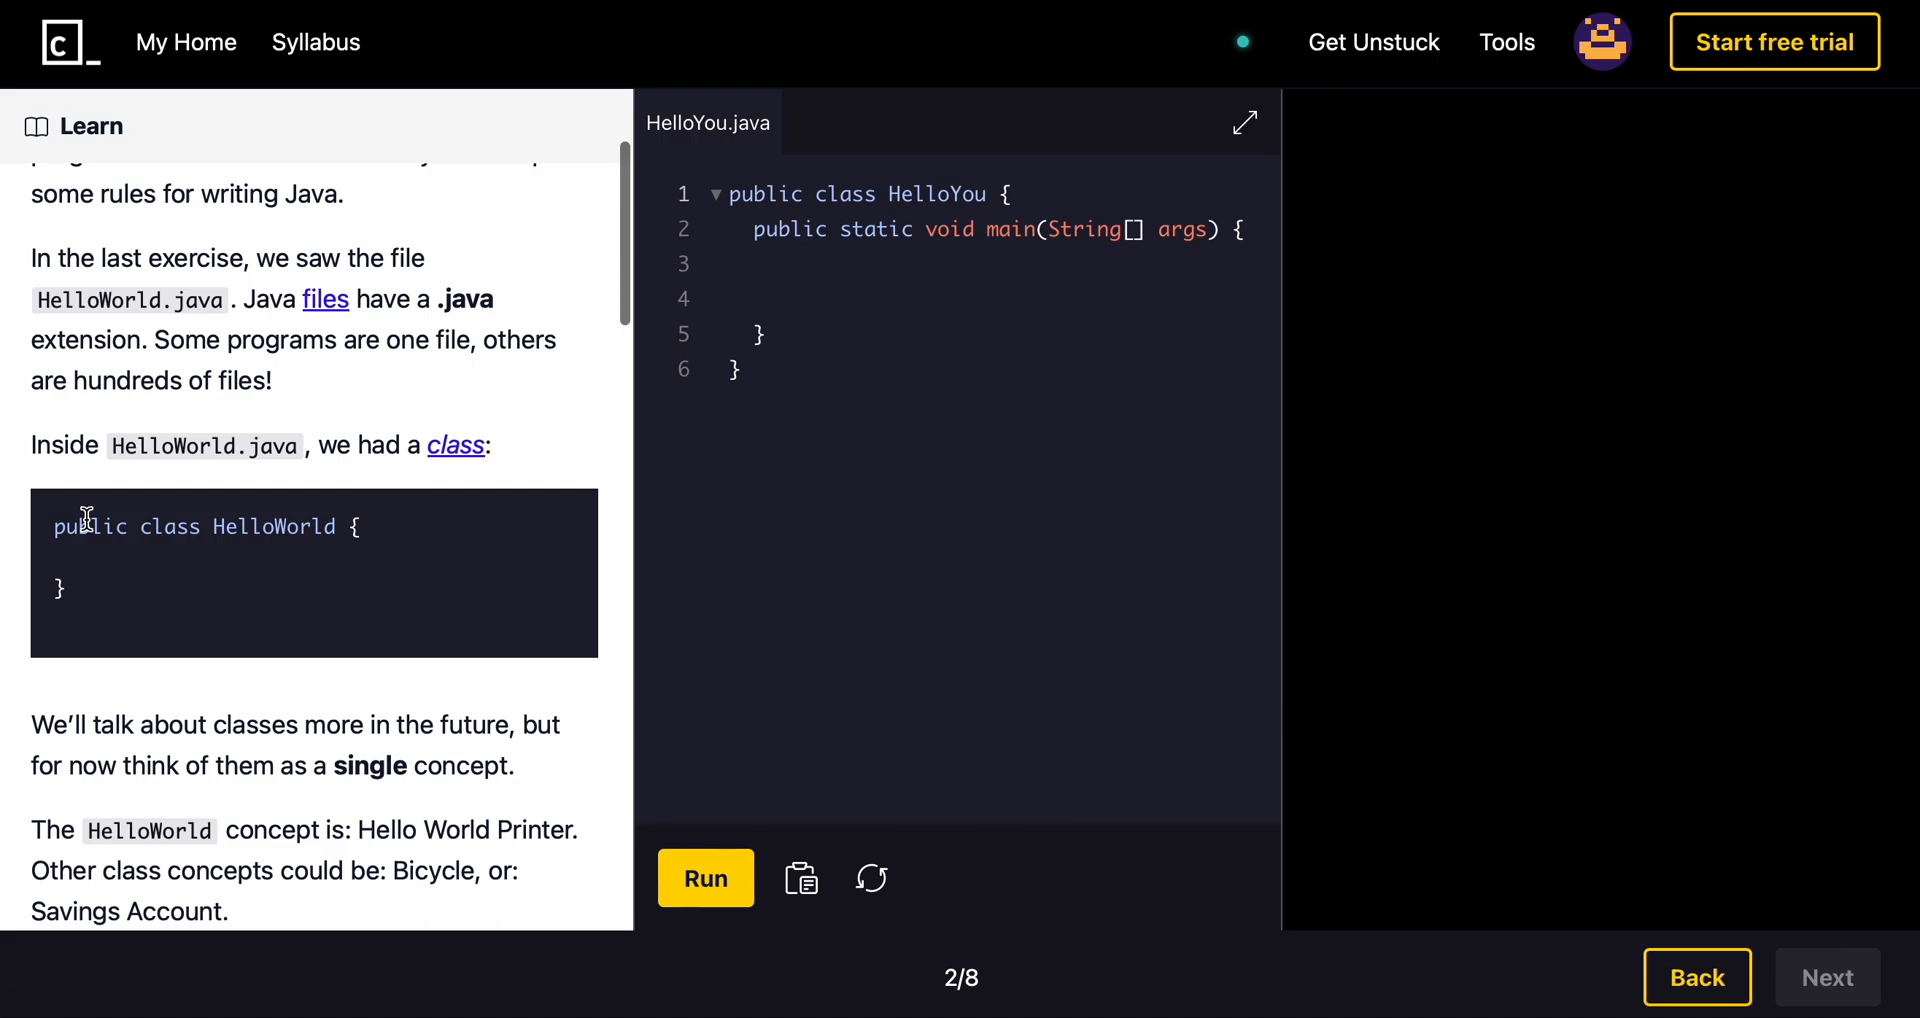 c_ My Home Syllabus Get Unstuck Tools Start free trial
Learn
some rules for writing Java.
In the last exercise, we saw the file
HelloWorld.java. Java files have a .java
extension. Some programs are one file, others
are hundreds of files!
Inside HelloWorld.java, we had a class:
public class HelloWorld {
}
We'll talk about classes more in the future, but
for now think of them as a single concept.
The HelloWorld concept is: Hello World Printer.
Other class concepts could be: Bicycle, or:
Savings Account.
HelloYou.java
1 public class HelloYou {
2 public static void main(String[] args) {
3
4
5 }
6 }
Run
2/8
Back Next